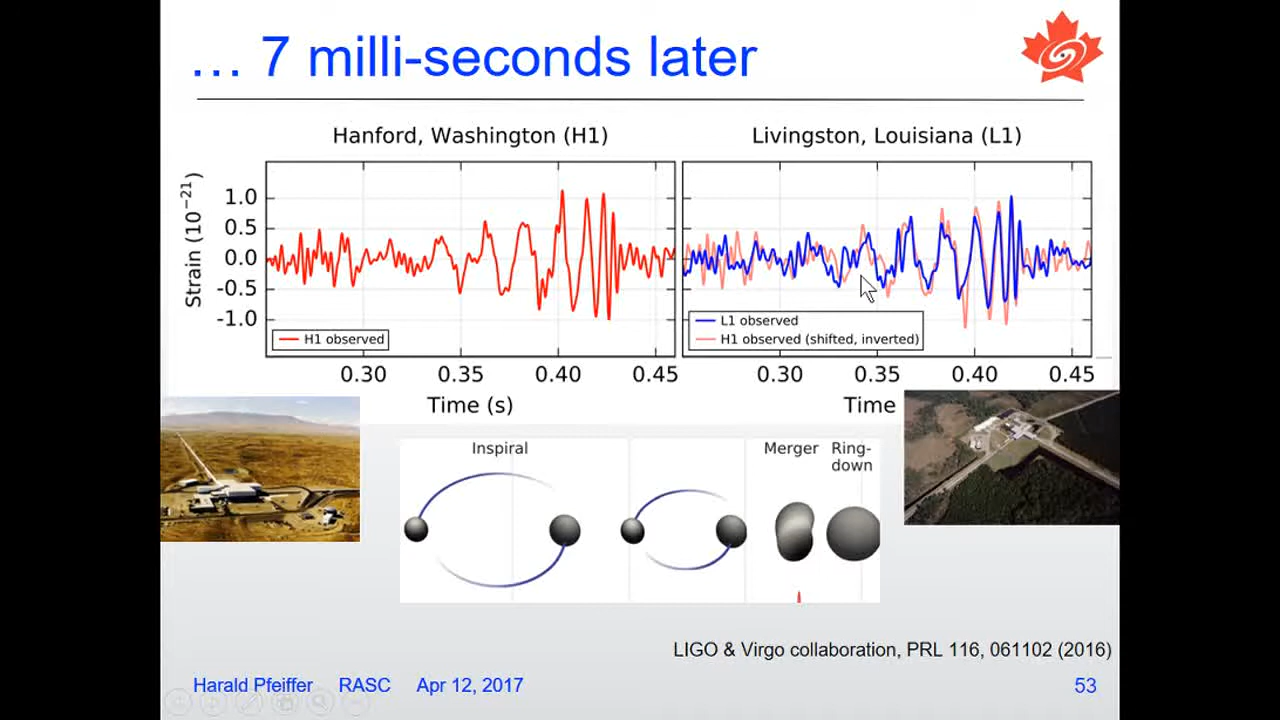 ... 7 milli-seconds later
Hanford, Washington (H1)
Livingston, Louisiana (L1)
Strain (10⁻²¹)
1.0
0.5
0.0
-0.5
-1.0
H1 observed
L1 observed
H1 observed (shifted, inverted)
0.30 0.35 0.40 0.45
0.30 0.35 0.40 0.45
Time (s)
Time
Inspiral
Merger
Ring-
down
LIGO & Virgo collaboration, PRL 116, 061102 (2016)
Harald Pfeiffer RASC Apr 12, 2017
53